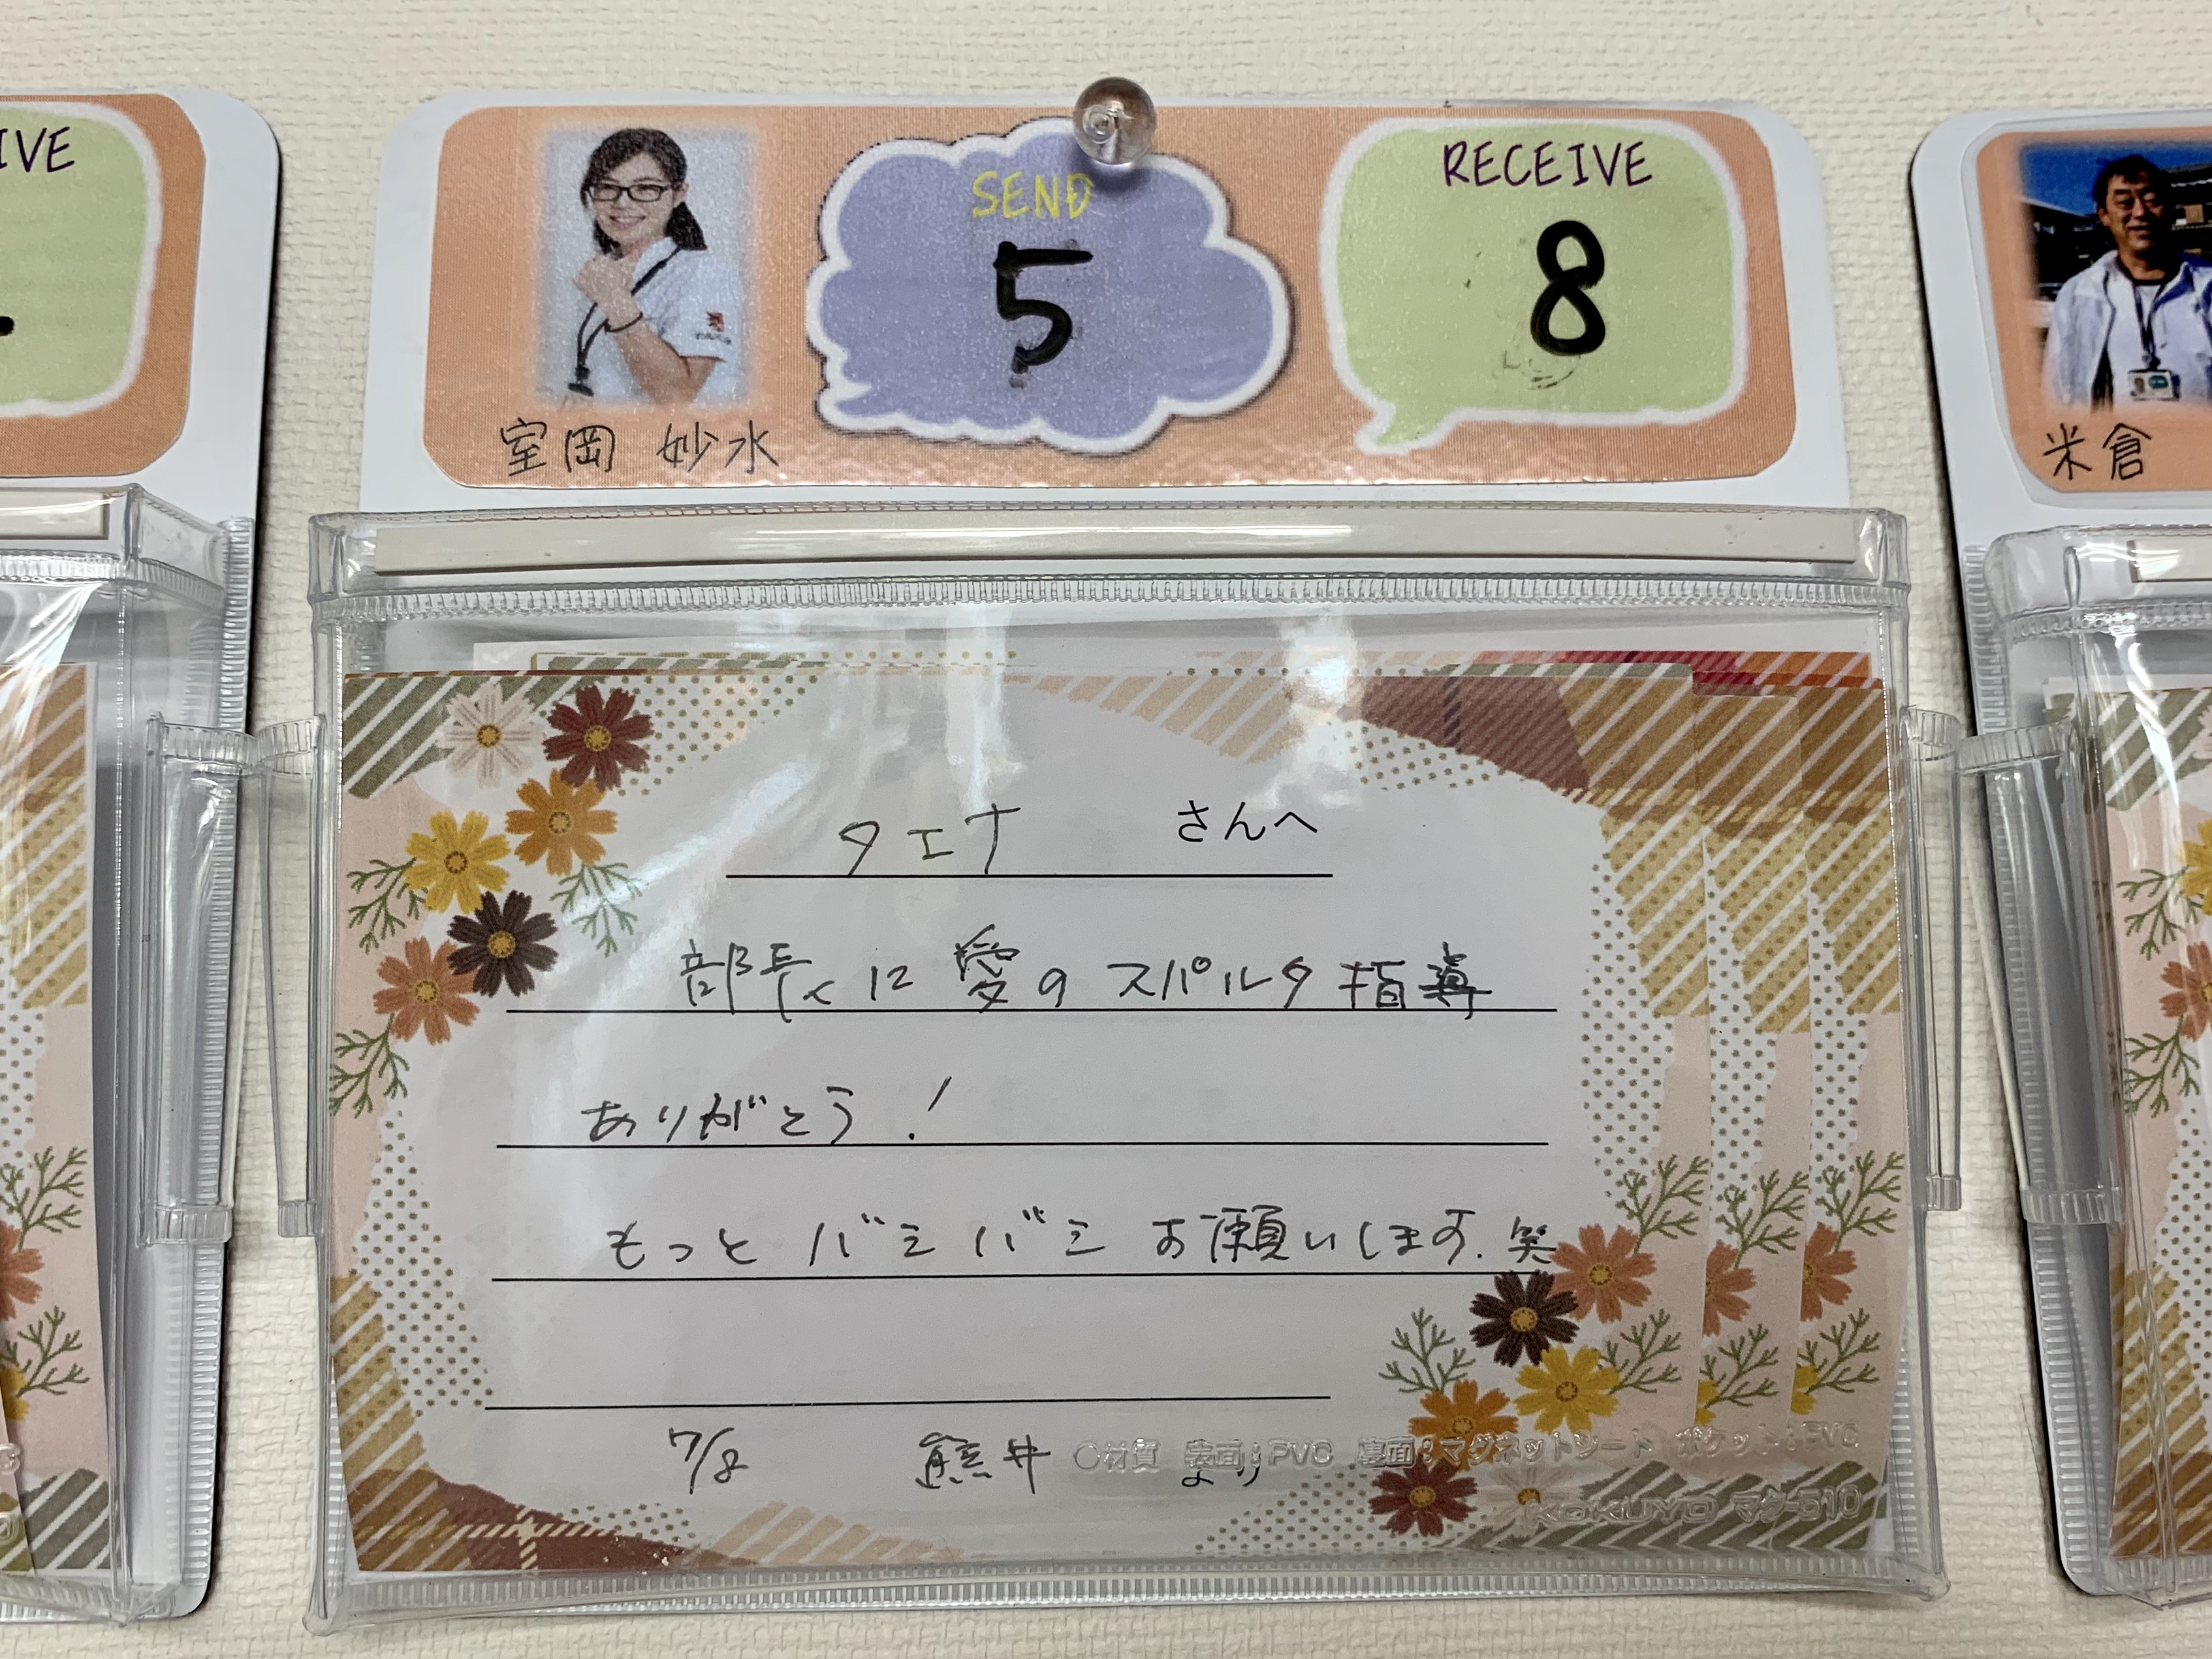 IVE
SEND
5
RECEIVE
8
室岡 妙水
米倉
タエナ さんへ
部長に愛のスパルタ指導
ありがとう!
もっとバシバシお願いします.笑
7/8 熊井 より
○材質 表面:PVC 裏面:マグネットシート ポケット:PVC
KOKUYO マク-510